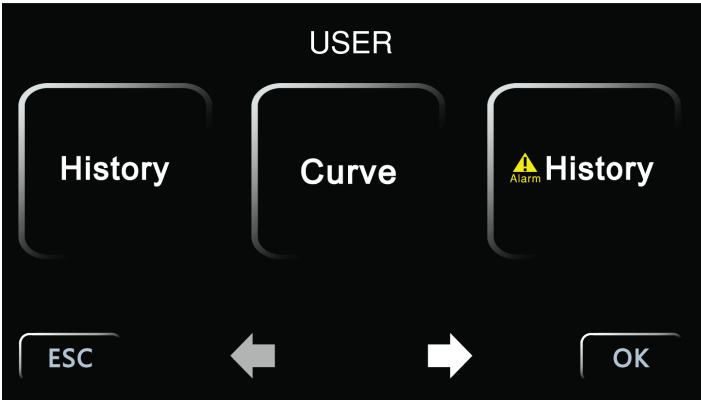 USER
History
Curve
Alarm History
ESC
OK